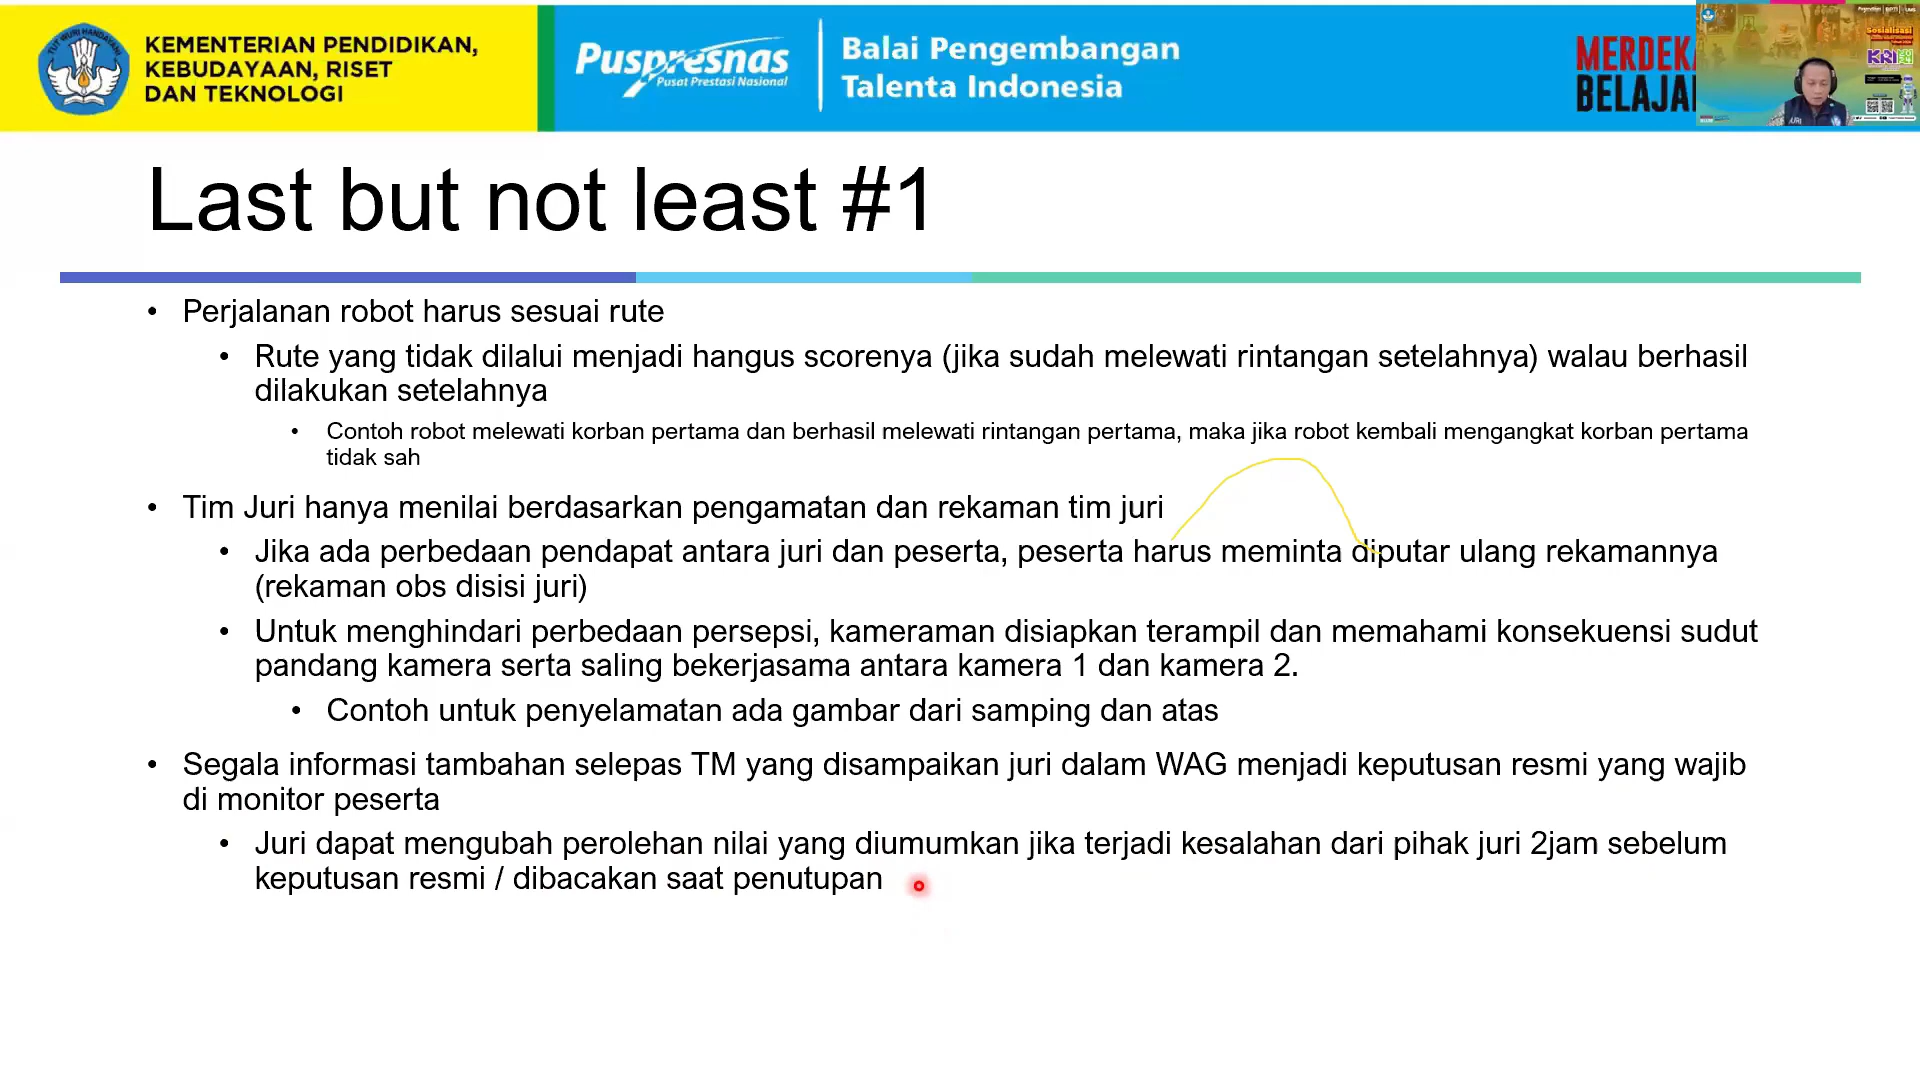 KEMENTERIAN PENDIDIKAN,
KEBUDAYAAN, RISET
DAN TEKNOLOGI
TUT WURI HANDAYANI
Puspresnas
Pusat Prestasi Nasional
Balai Pengembangan
Talenta Indonesia
MERDEKA
BELAJA
Sosialisasi
KRI
JURI
Last but not least #1
• Perjalanan robot harus sesuai rute
• Rute yang tidak dilalui menjadi hangus scorenya (jika sudah melewati rintangan setelahnya) walau berhasil
dilakukan setelahnya
• Contoh robot melewati korban pertama dan berhasil melewati rintangan pertama, maka jika robot kembali mengangkat korban pertama
tidak sah
• Tim Juri hanya menilai berdasarkan pengamatan dan rekaman tim juri
• Jika ada perbedaan pendapat antara juri dan peserta, peserta harus meminta diputar ulang rekamannya
(rekaman obs disisi juri)
• Untuk menghindari perbedaan persepsi, kameraman disiapkan terampil dan memahami konsekuensi sudut
pandang kamera serta saling bekerjasama antara kamera 1 dan kamera 2.
• Contoh untuk penyelamatan ada gambar dari samping dan atas
• Segala informasi tambahan selepas TM yang disampaikan juri dalam WAG menjadi keputusan resmi yang wajib
di monitor peserta
• Juri dapat mengubah perolehan nilai yang diumumkan jika terjadi kesalahan dari pihak juri 2jam sebelum
keputusan resmi / dibacakan saat penutupan